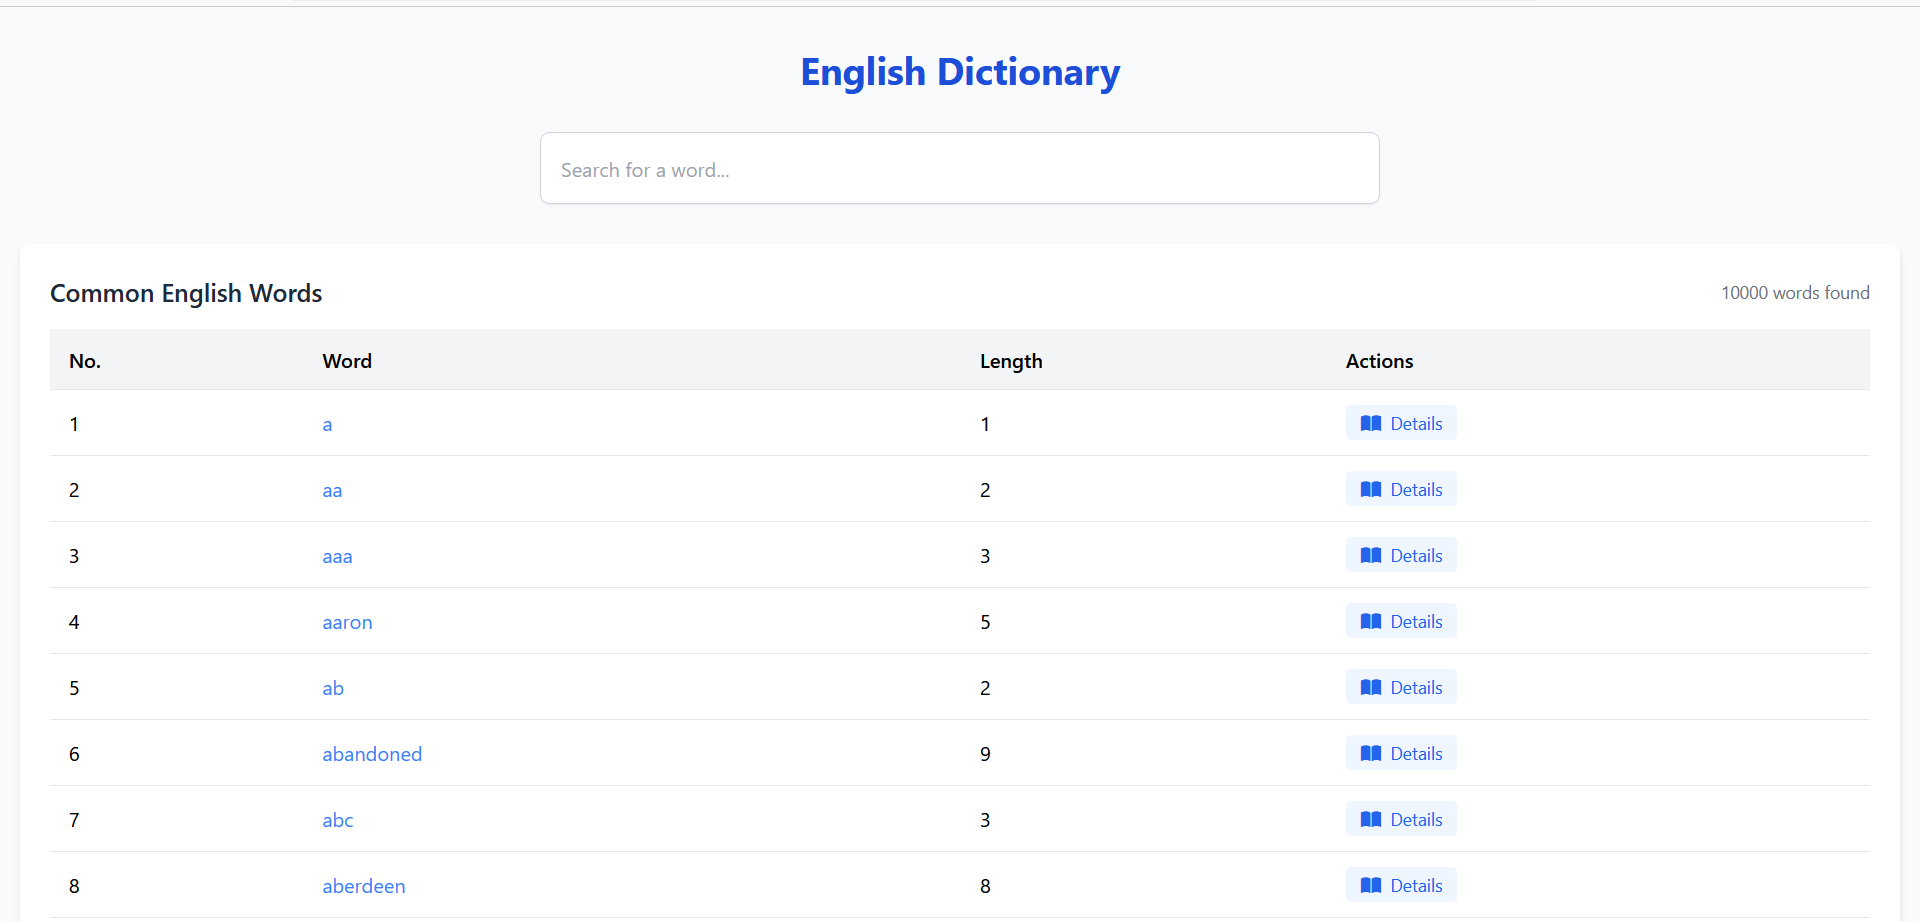 English Dictionary
Search for a word...
Common English Words 10000 words found
No. Word Length Actions
1 a 1 Details
2 aa 2 Details
3 aaa 3 Details
4 aaron 5 Details
5 ab 2 Details
6 abandoned 9 Details
7 abc 3 Details
8 aberdeen 8 Details